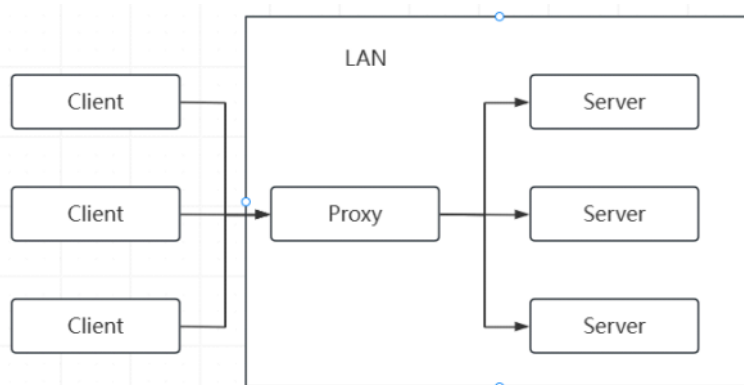 LAN
Client
Server
Client
Proxy
Server
Client
Server